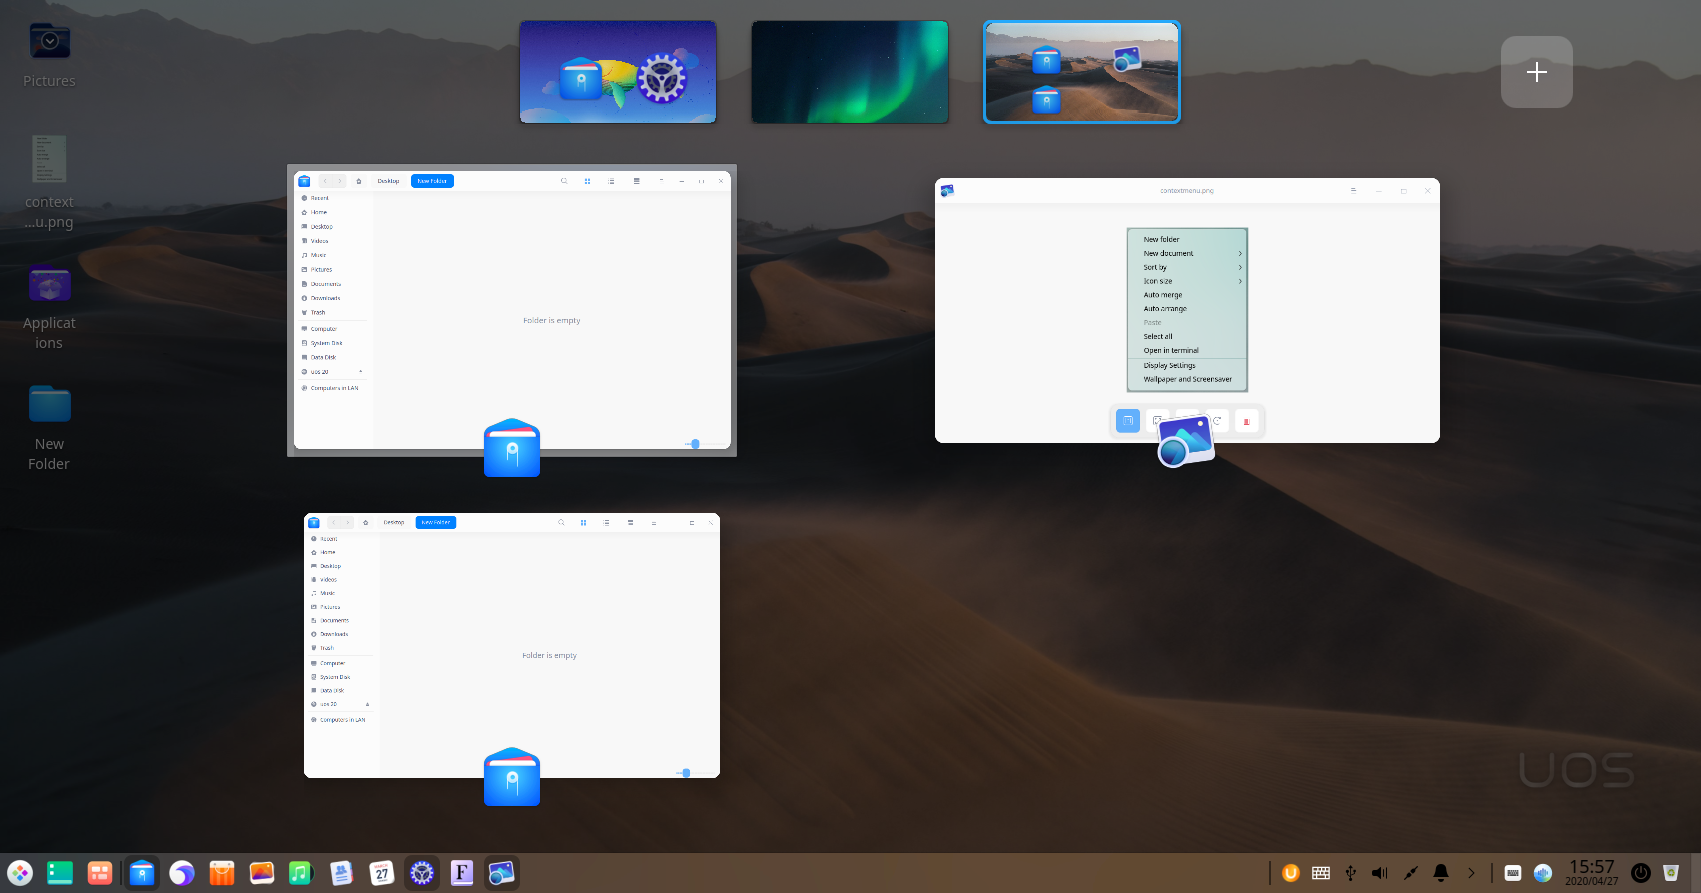 Pictures
context
...u.png
Applicat
ions
New
Folder
Desktop
New Folder
Recent
Home
Desktop
Videos
Music
Pictures
Documents
Downloads
Trash
Computer
System Disk
Data Disk
uos 20
Computers in LAN
Folder is empty
contextmenu.png
New folder
New document
Sort by
Icon size
Auto merge
Auto arrange
Paste
Select all
Open in terminal
Display Settings
Wallpaper and Screensaver
Desktop
New Folder
Recent
Home
Desktop
Videos
Music
Pictures
Documents
Downloads
Trash
Computer
System Disk
Data Disk
uos 20
Computers in LAN
Folder is empty
UOS
27
F
15:57
2020/04/27